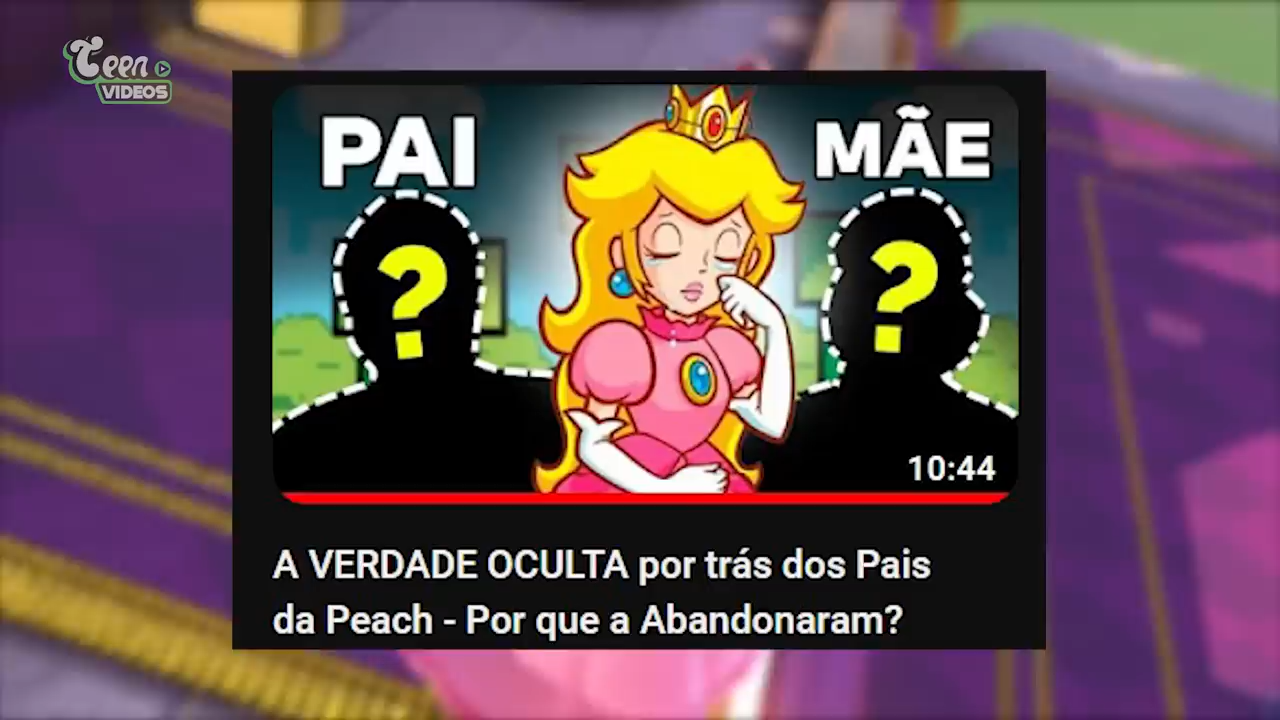 Teen
VIDEOS
PAI
MÃE
?
?
10:44
A VERDADE OCULTA por trás dos Pais
da Peach - Por que a Abandonaram?